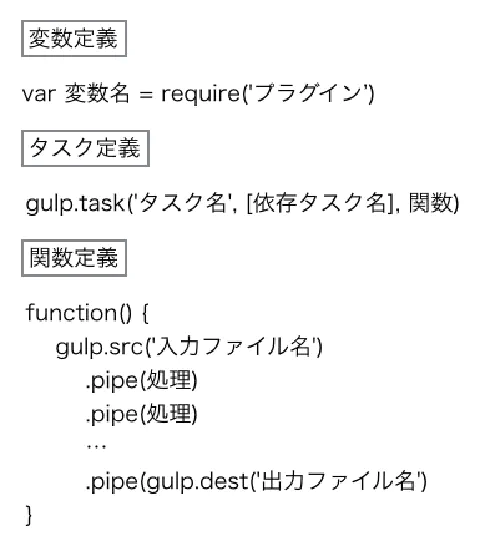 変数定義
var 変数名 = require('プラグイン')
タスク定義
gulp.task('タスク名', [依存タスク名], 関数)
関数定義
function() {
gulp.src('入力ファイル名')
.pipe(処理)
.pipe(処理)
…
.pipe(gulp.dest('出力ファイル名')
}